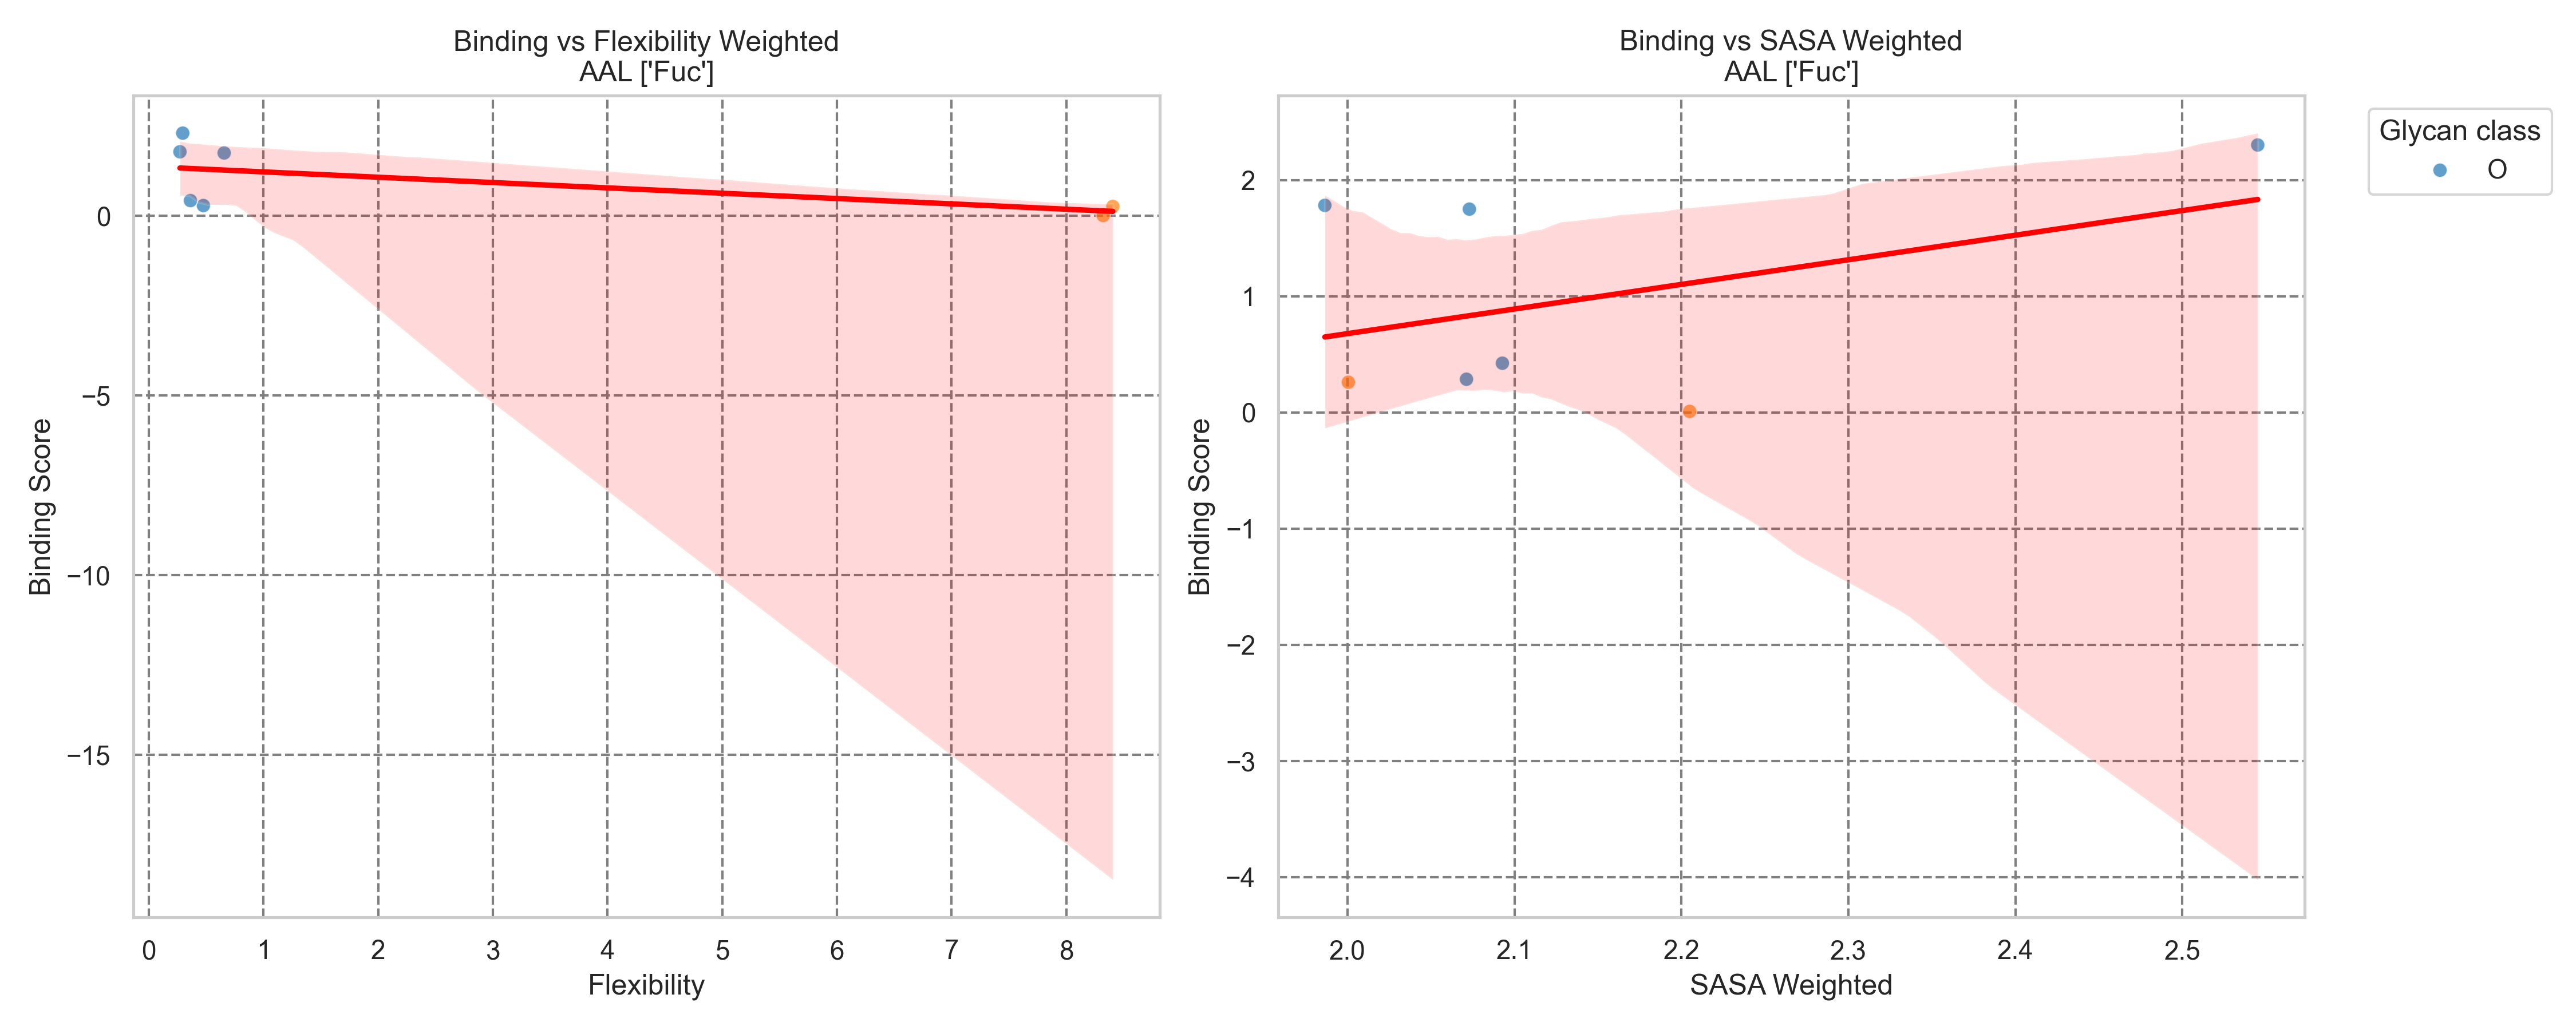 Binding vs Flexibility Weighted
AAL ['Fuc']
Binding Score
0
−5
−10
−15
0 1 2 3 4 5 6 7 8
Flexibility
Binding vs SASA Weighted
AAL ['Fuc']
Binding Score
2
1
0
−1
−2
−3
−4
2.0 2.1 2.2 2.3 2.4 2.5
SASA Weighted
Glycan class
O